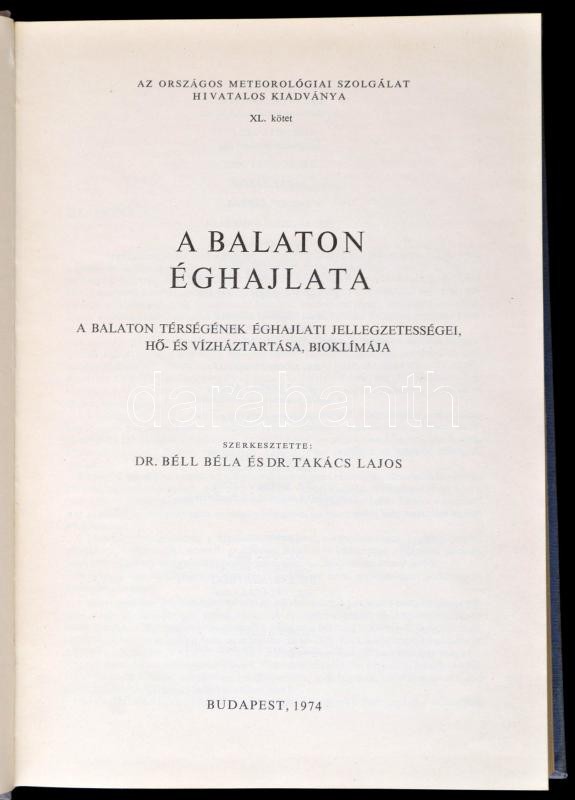 AZ ORSZÁGOS METEOROLÓGIAI SZOLGÁLAT
HIVATALOS KIADVÁNYA
XL. kötet
A BALATON
ÉGHAJLATA
A BALATON TÉRSÉGÉNEK ÉGHAJLATI JELLEGZETESSÉGEI,
HŐ- ÉS VÍZHÁZTARTÁSA, BIOKLÍMÁJA
darabanth
SZERKESZTETTE:
DR. BÉLL BÉLA ÉS DR. TAKÁCS LAJOS
BUDAPEST, 1974